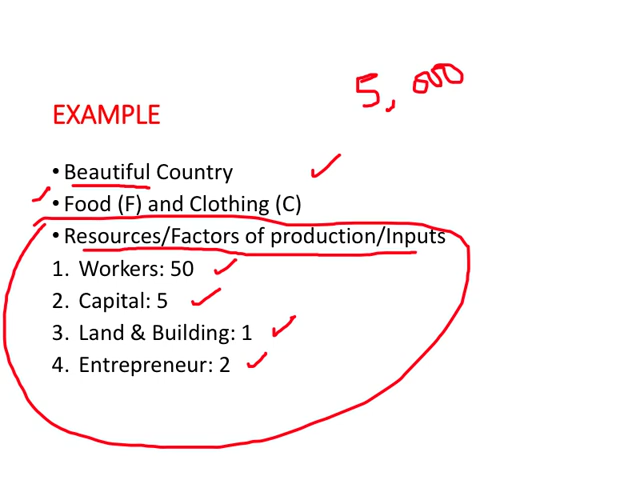 5,000
EXAMPLE
• Beautiful Country
• Food (F) and Clothing (C)
• Resources/Factors of production/Inputs
1. Workers: 50
2. Capital: 5
3. Land & Building: 1
4. Entrepreneur: 2